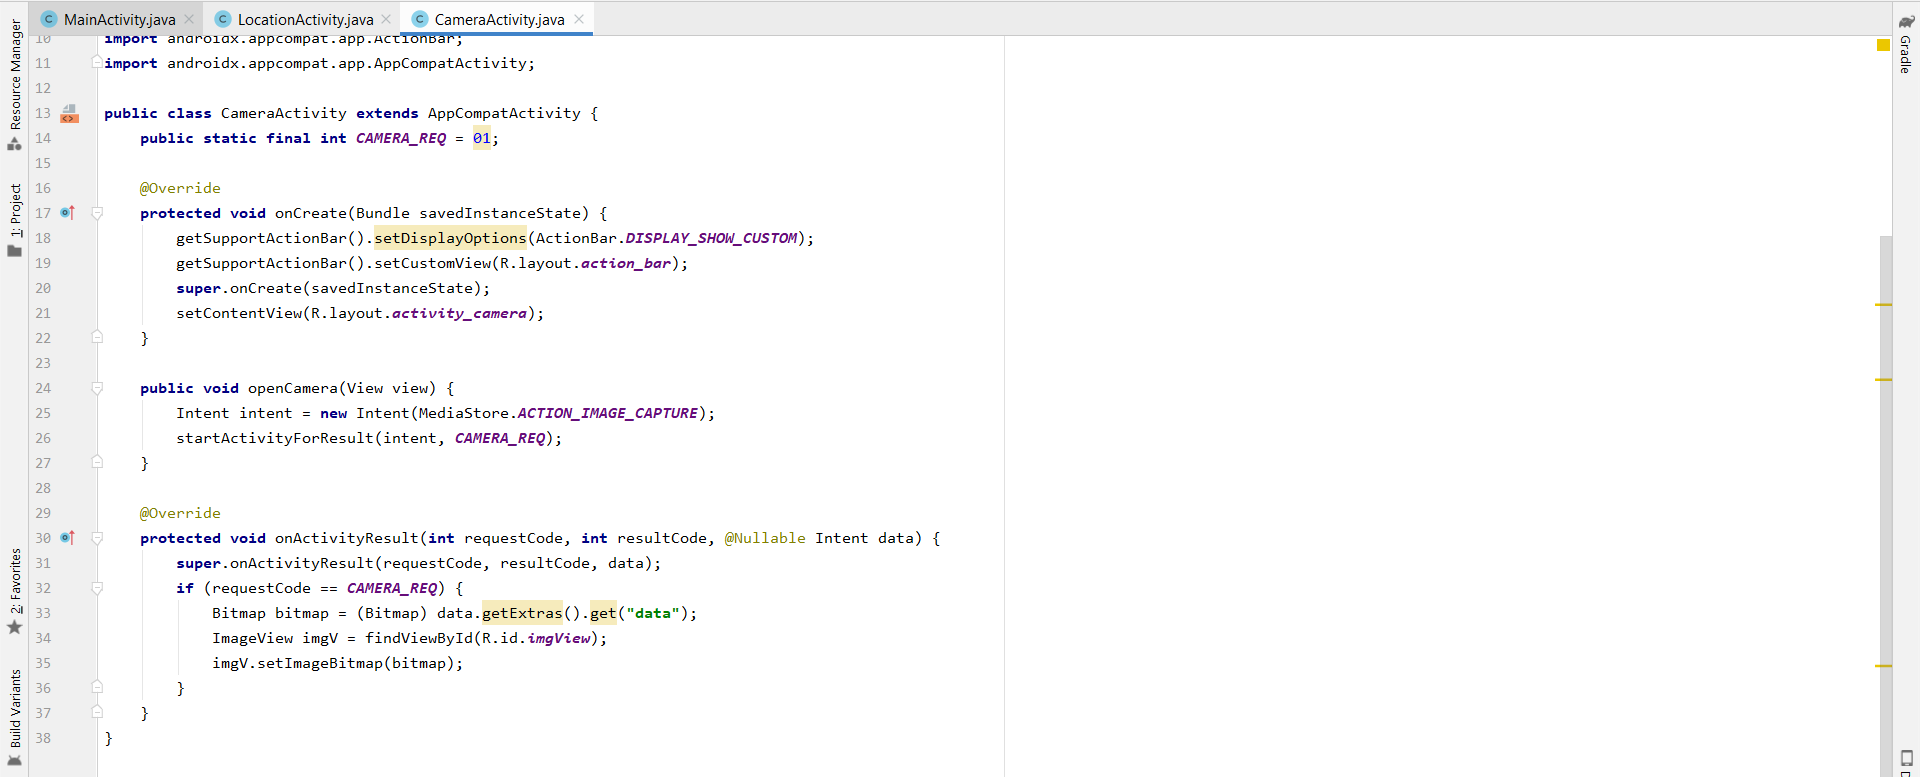 MainActivity.java
LocationActivity.java
CameraActivity.java
Resource Manager
1: Project
2: Favorites
Build Variants
Gradle
10 import androidx.appcompat.app.ActionBar;
11 import androidx.appcompat.app.AppCompatActivity;
12
13 public class CameraActivity extends AppCompatActivity {
14     public static final int CAMERA_REQ = 01;
15
16     @Override
17     protected void onCreate(Bundle savedInstanceState) {
18         getSupportActionBar().setDisplayOptions(ActionBar.DISPLAY_SHOW_CUSTOM);
19         getSupportActionBar().setCustomView(R.layout.action_bar);
20         super.onCreate(savedInstanceState);
21         setContentView(R.layout.activity_camera);
22     }
23
24     public void openCamera(View view) {
25         Intent intent = new Intent(MediaStore.ACTION_IMAGE_CAPTURE);
26         startActivityForResult(intent, CAMERA_REQ);
27     }
28
29     @Override
30     protected void onActivityResult(int requestCode, int resultCode, @Nullable Intent data) {
31         super.onActivityResult(requestCode, resultCode, data);
32         if (requestCode == CAMERA_REQ) {
33             Bitmap bitmap = (Bitmap) data.getExtras().get("data");
34             ImageView imgV = findViewById(R.id.imgView);
35             imgV.setImageBitmap(bitmap);
36         }
37     }
38 }